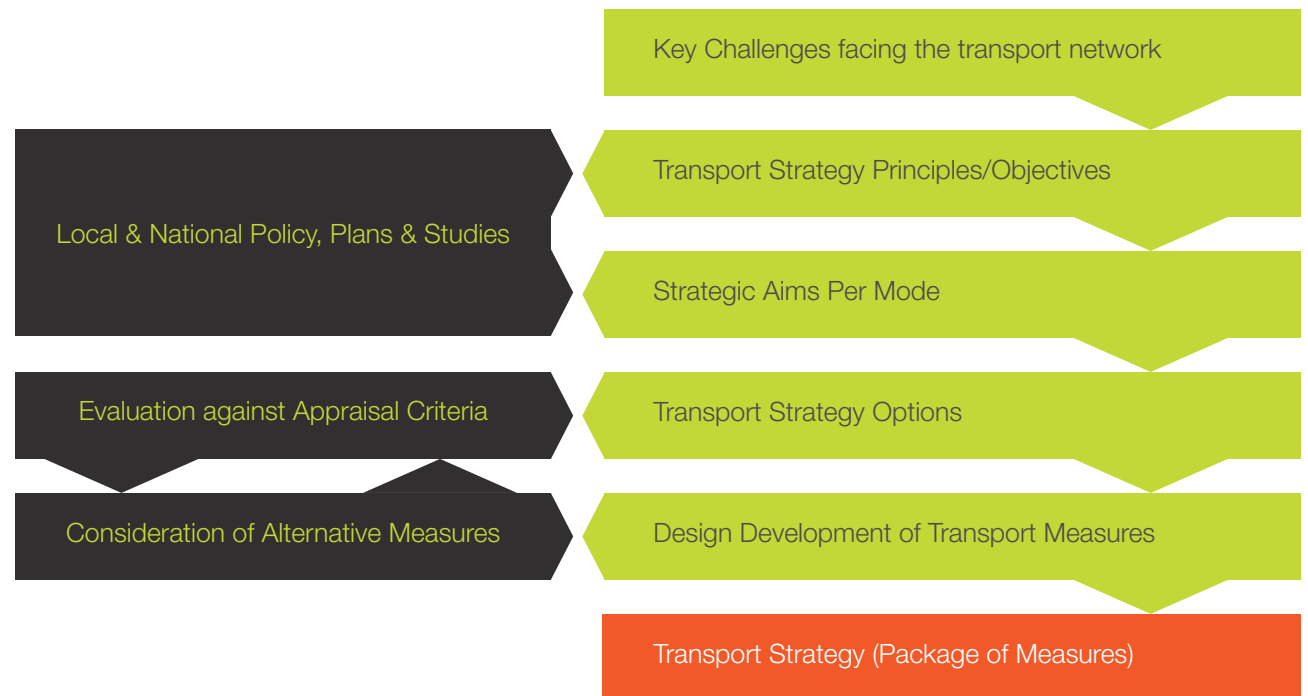 Key Challenges facing the transport network
Transport Strategy Principles/Objectives
Local & National Policy, Plans & Studies
Strategic Aims Per Mode
Evaluation against Appraisal Criteria
Transport Strategy Options
Consideration of Alternative Measures
Design Development of Transport Measures
Transport Strategy (Package of Measures)